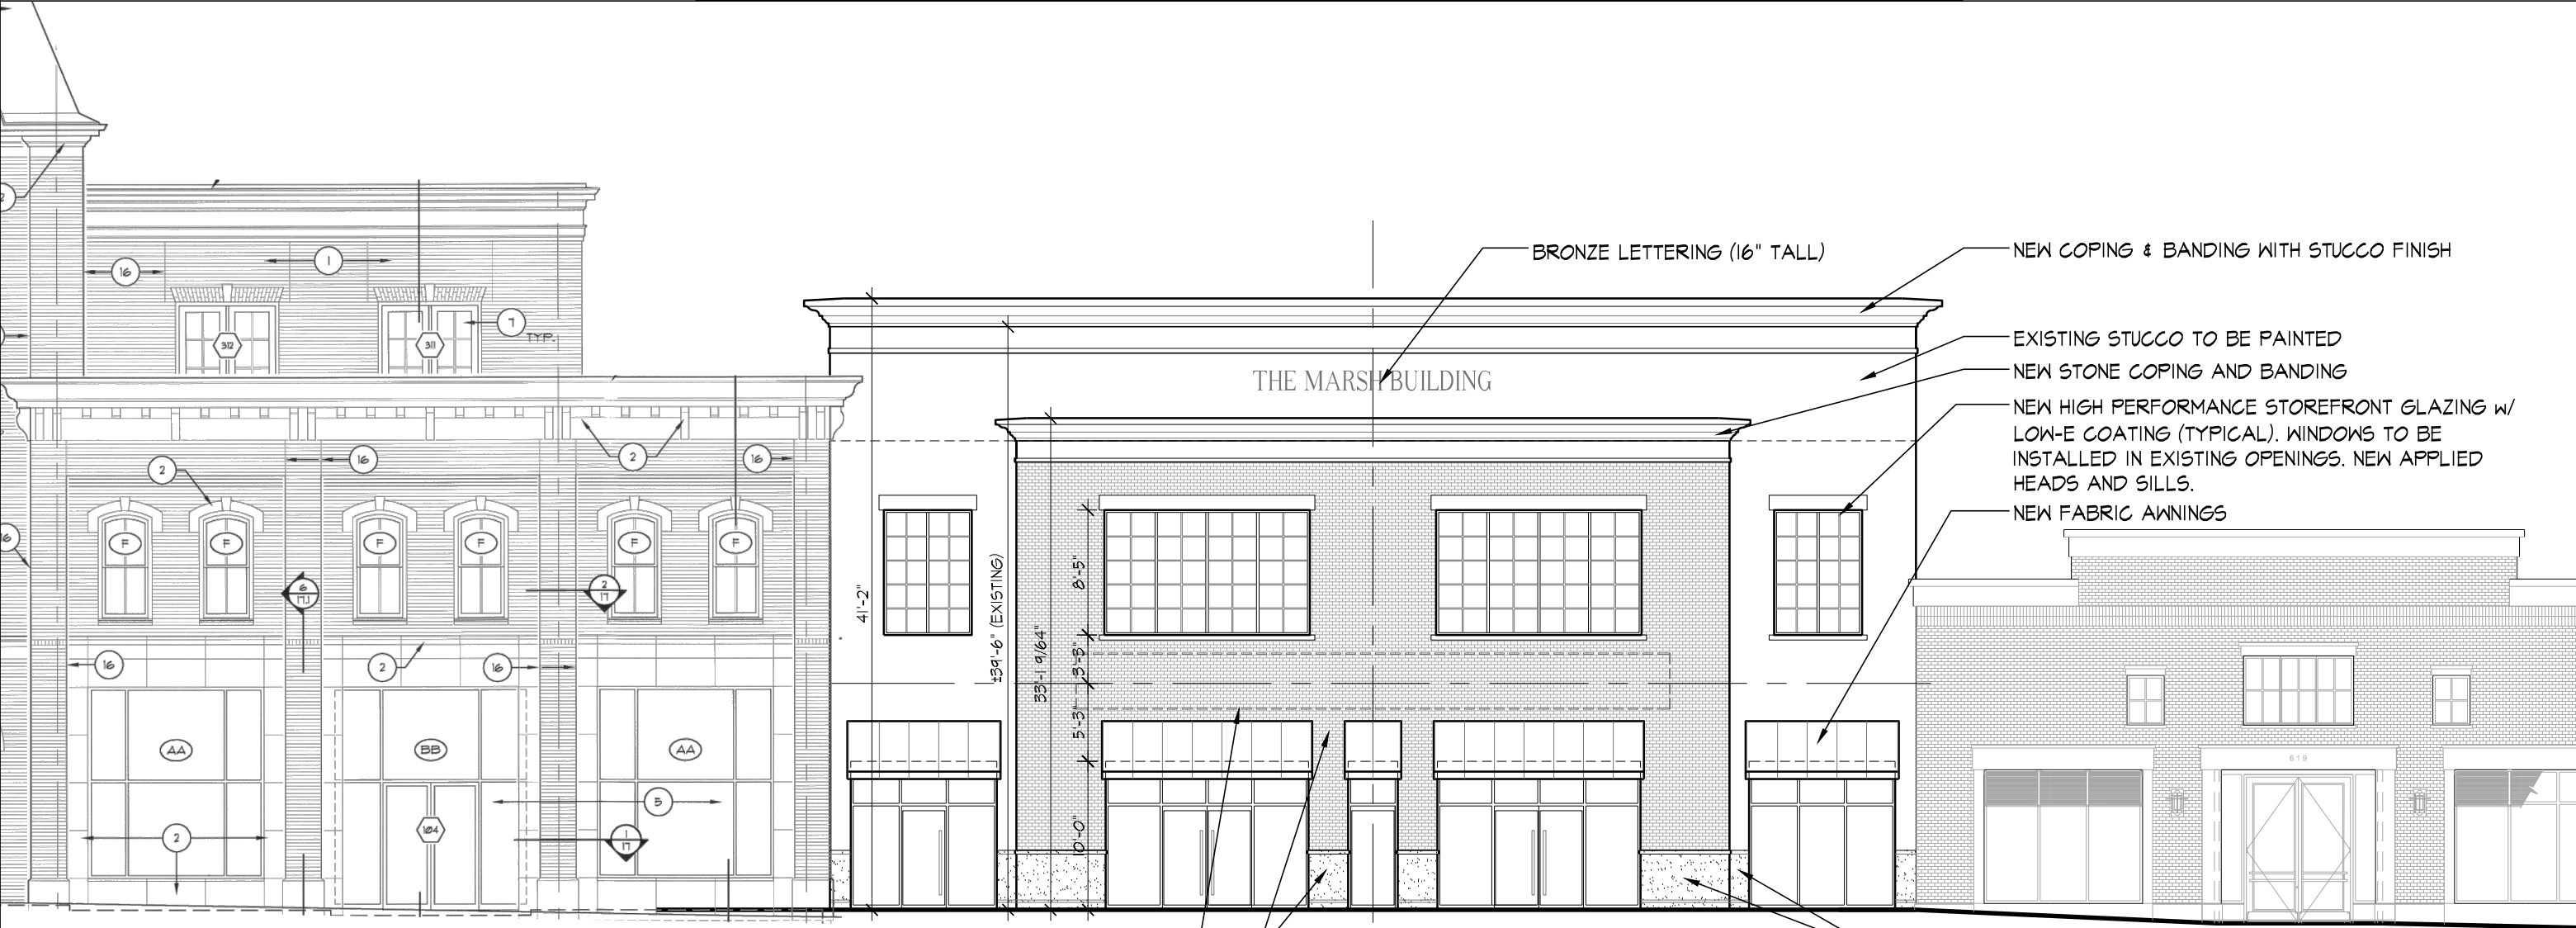 BRONZE LETTERING (16" TALL)
NEW COPING & BANDING WITH STUCCO FINISH
EXISTING STUCCO TO BE PAINTED
NEW STONE COPING AND BANDING
NEW HIGH PERFORMANCE STOREFRONT GLAZING W/
LOW-E COATING (TYPICAL). WINDOWS TO BE
INSTALLED IN EXISTING OPENINGS. NEW APPLIED
HEADS AND SILLS.
NEW FABRIC AWNINGS
THE MARSH BUILDING
41'-2"
±39'-6" (EXISTING)
33'-1 9/64"
8'-5"
3'-3"
5'-3"
10'-0"
619
2
16
1
312
311
7
TYP.
2
16
2
16
16
F
F
F
F
F
F
6
17.1
2
17
16
2
16
AA
BB
AA
5
2
104
1
17